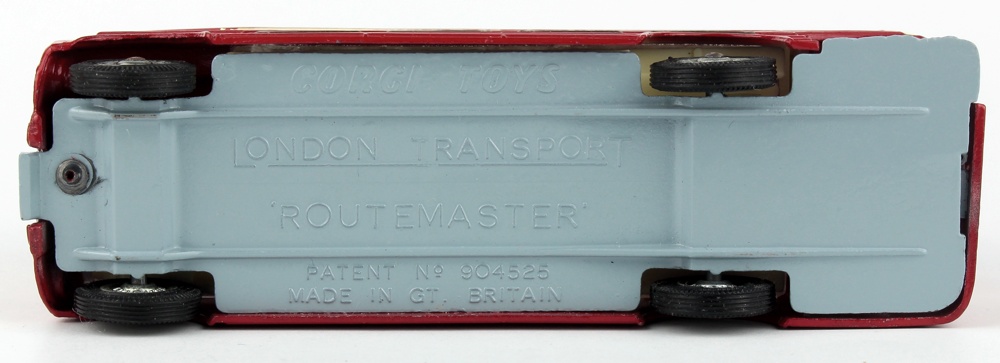 CORGI TOYS
LONDON TRANSPORT
'ROUTEMASTER'
PATENT Nº 904525
MADE IN GT. BRITAIN